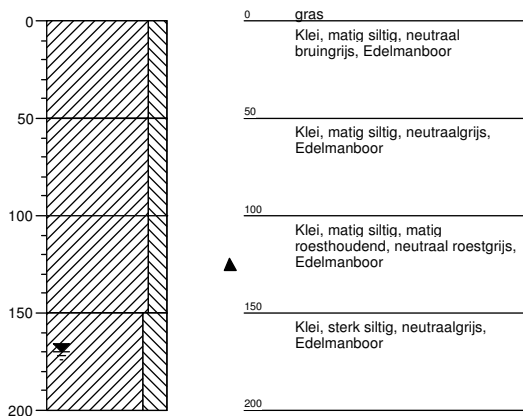 0
50
100
150
200
0
gras
Klei, matig siltig, neutraal
bruingrijs, Edelmanboor
50
Klei, matig siltig, neutraalgrijs,
Edelmanboor
100
Klei, matig siltig, matig
roesthoudend, neutraal roestgrijs,
Edelmanboor
150
Klei, sterk siltig, neutraalgrijs,
Edelmanboor
200